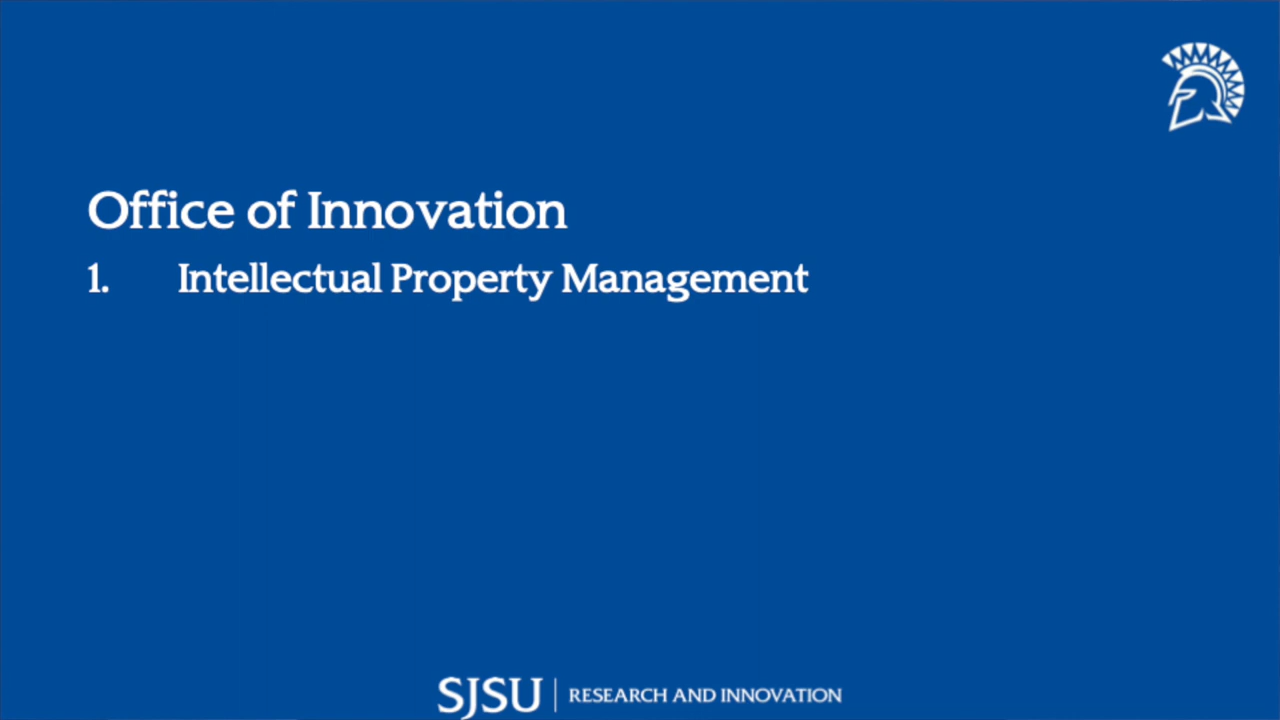 Office of Innovation
1. Intellectual Property Management
SJSU | RESEARCH AND INNOVATION